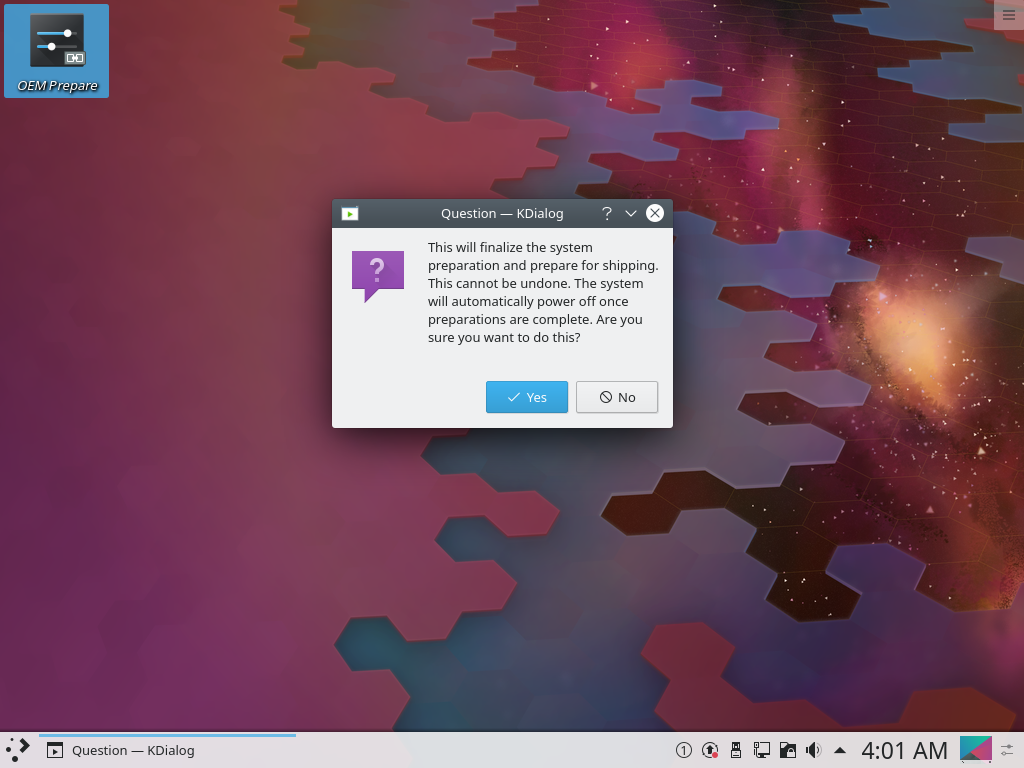 OEM Prepare
Question — KDialog
This will finalize the system
preparation and prepare for shipping.
This cannot be undone. The system
will automatically power off once
preparations are complete. Are you
sure you want to do this?
Yes
No
Question — KDialog
1
4:01 AM